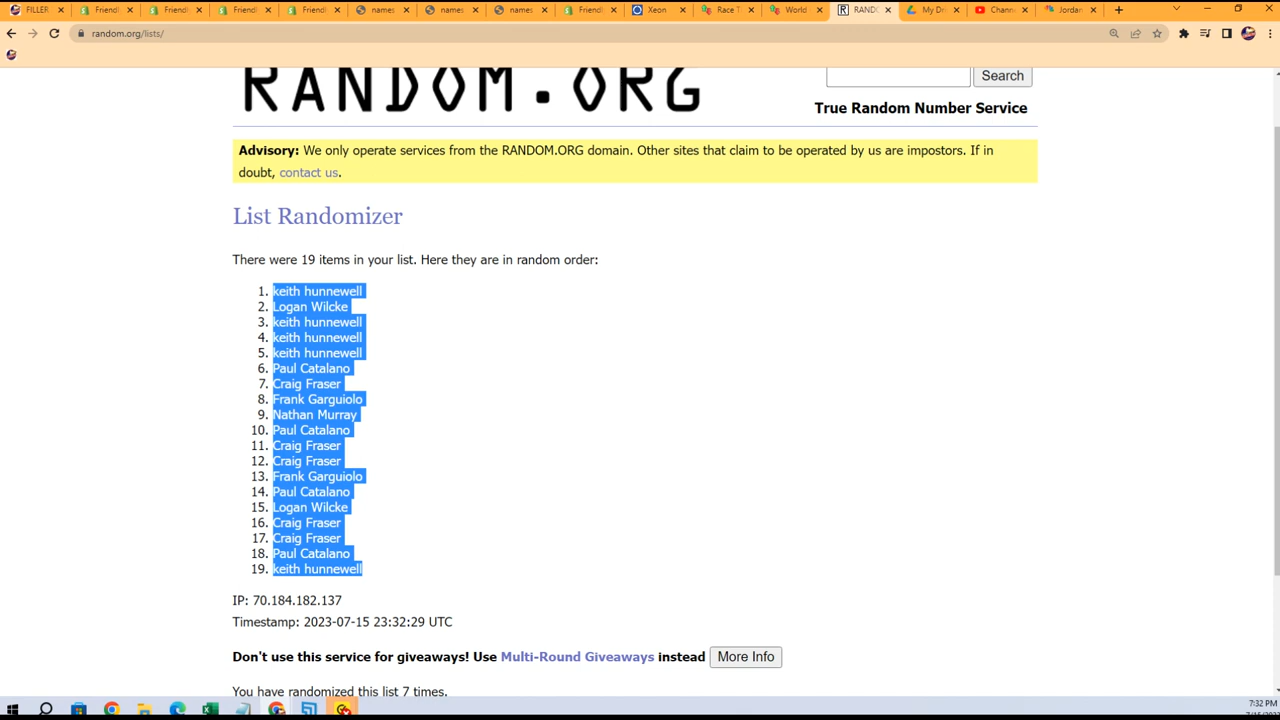 FILLER
Friendl
Friendl
Friendl
Friendl
names
names
names
Friendl
Xeon
Race T
World
RAND
My Dri
Chann
Jordan
random.org/lists/
RANDOM.ORG
Search
True Random Number Service
Advisory: We only operate services from the RANDOM.ORG domain. Other sites that claim to be operated by us are impostors. If in
doubt, contact us.
List Randomizer
There were 19 items in your list. Here they are in random order:
1. keith hunnewell
2. Logan Wilcke
3. keith hunnewell
4. keith hunnewell
5. keith hunnewell
6. Paul Catalano
7. Craig Fraser
8. Frank Garguiolo
9. Nathan Murray
10. Paul Catalano
11. Craig Fraser
12. Craig Fraser
13. Frank Garguiolo
14. Paul Catalano
15. Logan Wilcke
16. Craig Fraser
17. Craig Fraser
18. Paul Catalano
19. keith hunnewell
IP: 70.184.182.137
Timestamp: 2023-07-15 23:32:29 UTC
Don't use this service for giveaways! Use Multi-Round Giveaways instead
More Info
You have randomized this list 7 times.
7:32 PM